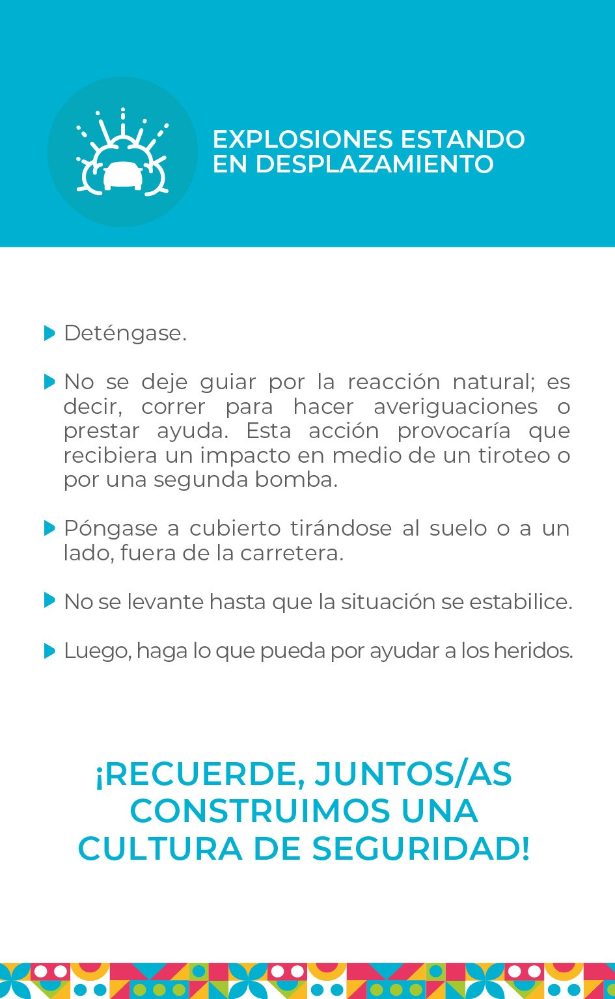 EXPLOSIONES ESTANDO
EN DESPLAZAMIENTO
Deténgase.
No se deje guiar por la reacción natural; es
decir, correr para hacer averiguaciones o
prestar ayuda. Esta acción provocaría que
recibiera un impacto en medio de un tiroteo o
por una segunda bomba.
Póngase a cubierto tirándose al suelo o a un
lado, fuera de la carretera.
No se levante hasta que la situación se estabilice.
Luego, haga lo que pueda por ayudar a los heridos.
¡RECUERDE, JUNTOS/AS
CONSTRUIMOS UNA
CULTURA DE SEGURIDAD!